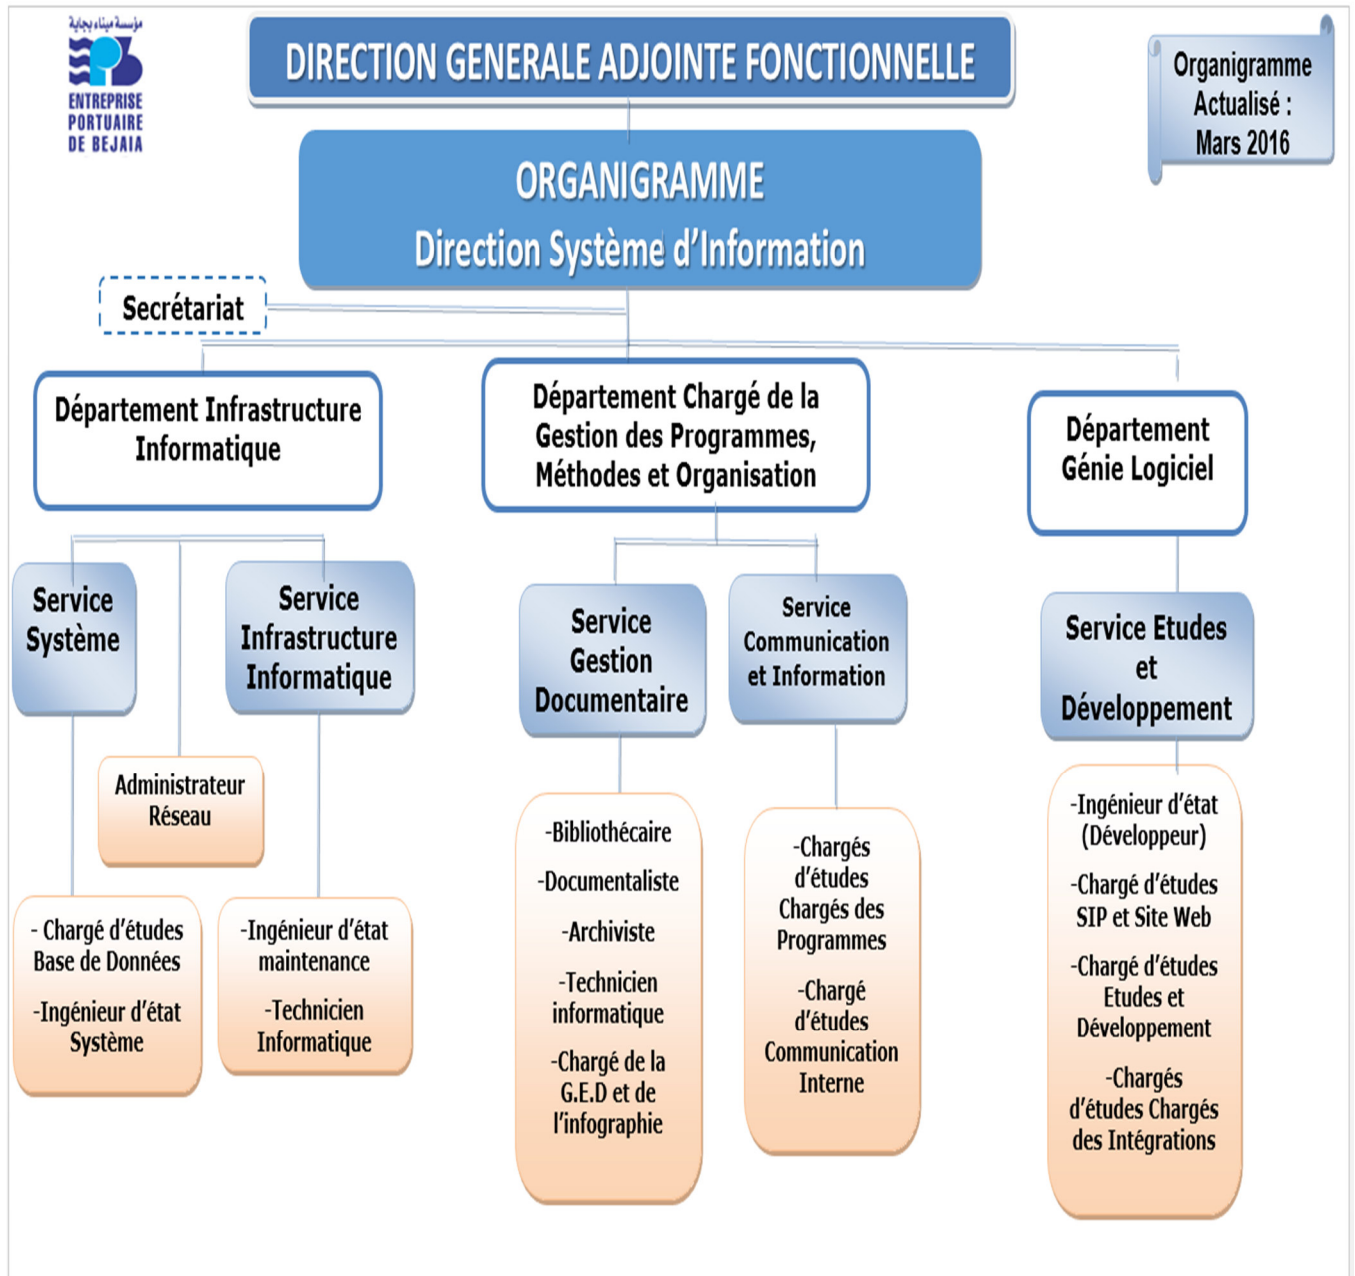 مؤسسة ميناء بجاية
ENTREPRISE
PORTUAIRE
DE BEJAIA
DIRECTION GENERALE ADJOINTE FONCTIONNELLE
Organigramme
Actualisé :
Mars 2016
ORGANIGRAMME
Direction Système d’Information
Secrétariat
Département Infrastructure
Informatique
Département Chargé de la
Gestion des Programmes,
Méthodes et Organisation
Département
Génie Logiciel
Service
Système
Service
Infrastructure
Informatique
Service
Gestion
Documentaire
Service
Communication
et Information
Service Etudes
et
Développement
Administrateur
Réseau
- Chargé d’études
Base de Données
-Ingénieur d’état
Système
-Ingénieur d’état
maintenance
-Technicien
Informatique
-Bibliothécaire
-Documentaliste
-Archiviste
-Technicien
informatique
-Chargé de la
G.E.D et de
l’infographie
-Chargés
d’études
Chargés des
Programmes
-Chargé
d’études
Communication
Interne
-Ingénieur d’état
(Développeur)
-Chargé d’études
SIP et Site Web
-Chargé d’études
Etudes et
Développement
-Chargés
d’études Chargés
des Intégrations